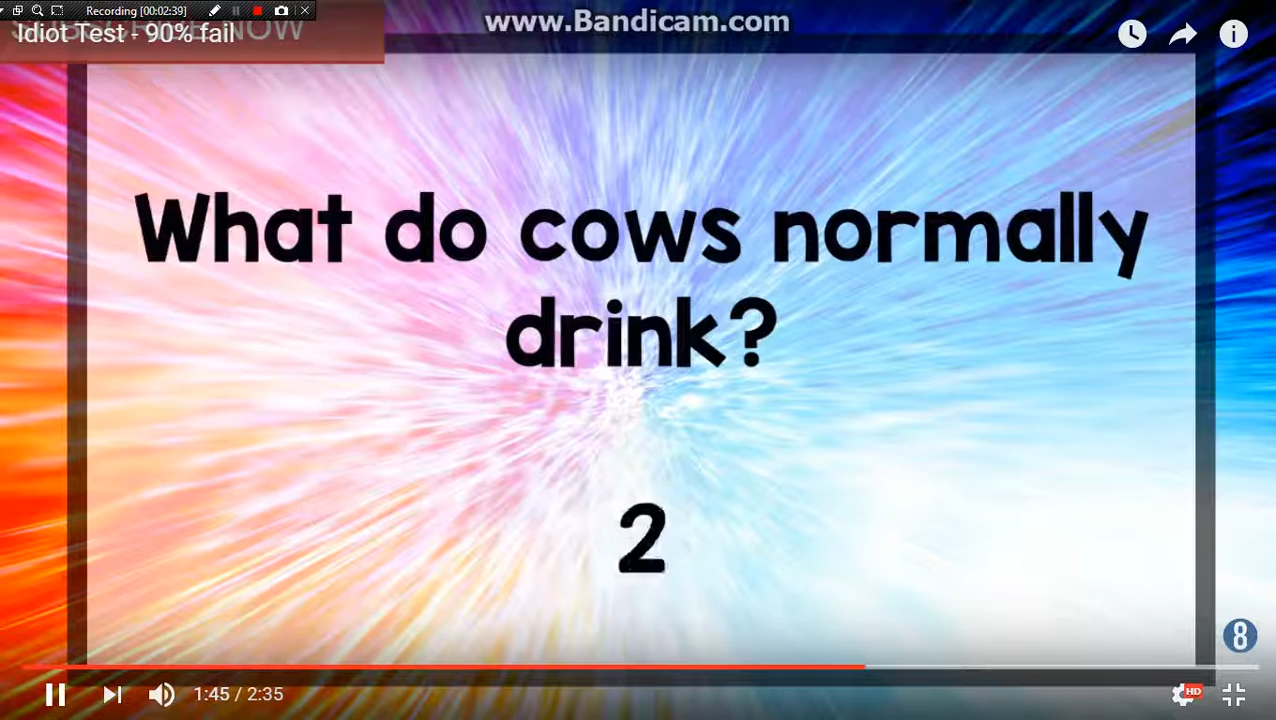 Recording [00:02:39]
www.Bandicam.com
Idiot Test - 90% fail
NOW
What do cows normally
drink?
2
8
1:45 / 2:35
HD